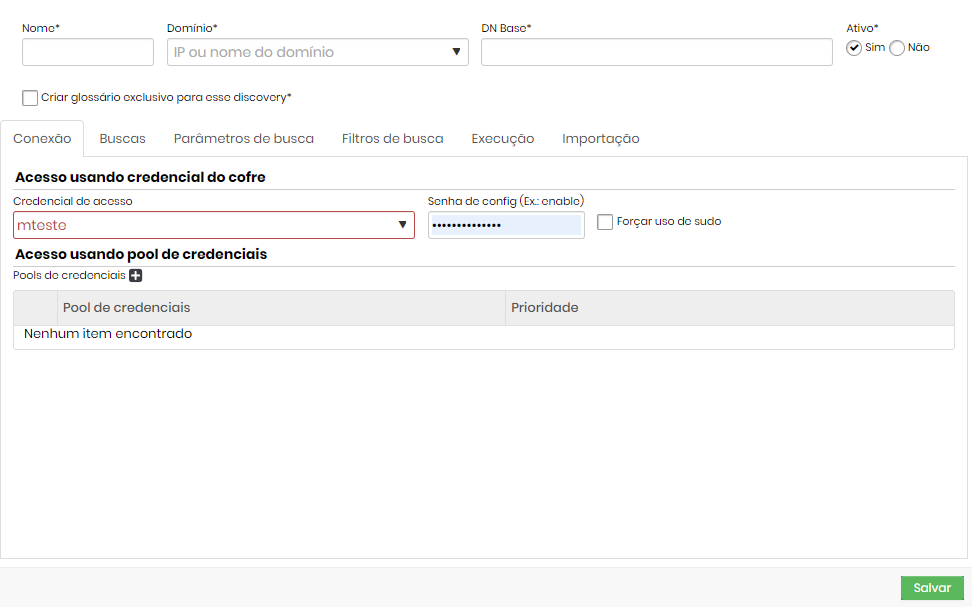 Nome* Domínio* DN Base* Ativo*
IP ou nome do domínio Sim Não
Criar glossário exclusivo para esse discovery*
Conexão Buscas Parâmetros de busca Filtros de busca Execução Importação
Acesso usando credencial do cofre
Credencial de acesso Senha de config (Ex.: enable)
mteste •••••••••••••• Forçar uso de sudo
Acesso usando pool de credenciais
Pools de credenciais
Pool de credenciais Prioridade
Nenhum item encontrado
Salvar